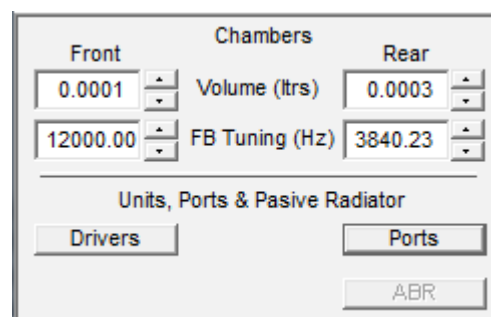 Chambers
Front Rear
0.0001 Volume (ltrs) 0.0003
12000.00 FB Tuning (Hz) 3840.23
Units, Ports & Pasive Radiator
Drivers Ports
ABR